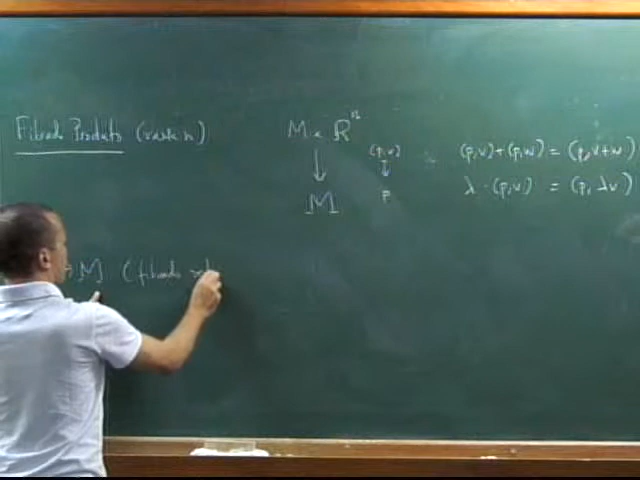 Fibrado Produto (rank n)
M × ℝⁿ
↓
M
(p,v)
↓
p
(p,v)+(p,w) = (p,v+w)
λ·(p,v) = (p,λv)
M (fibrado